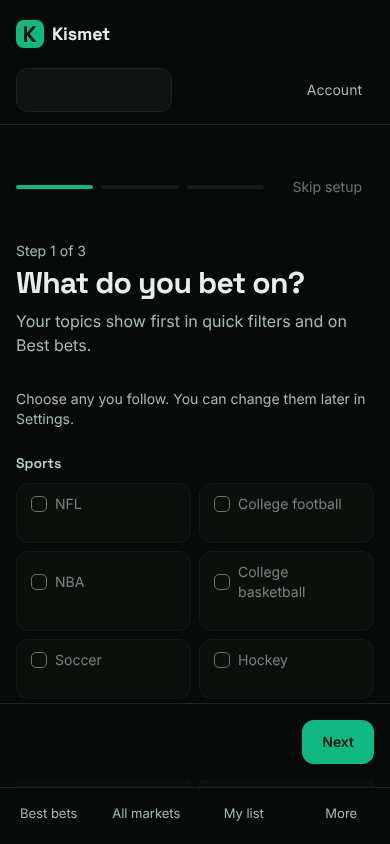 Kismet
Account
Skip setup
Step 1 of 3
What do you bet on?
Your topics show first in quick filters and on
Best bets.
Choose any you follow. You can change them later in
Settings.
Sports
NFL
College football
NBA
College
basketball
Soccer
Hockey
Next
Best bets
All markets
My list
More